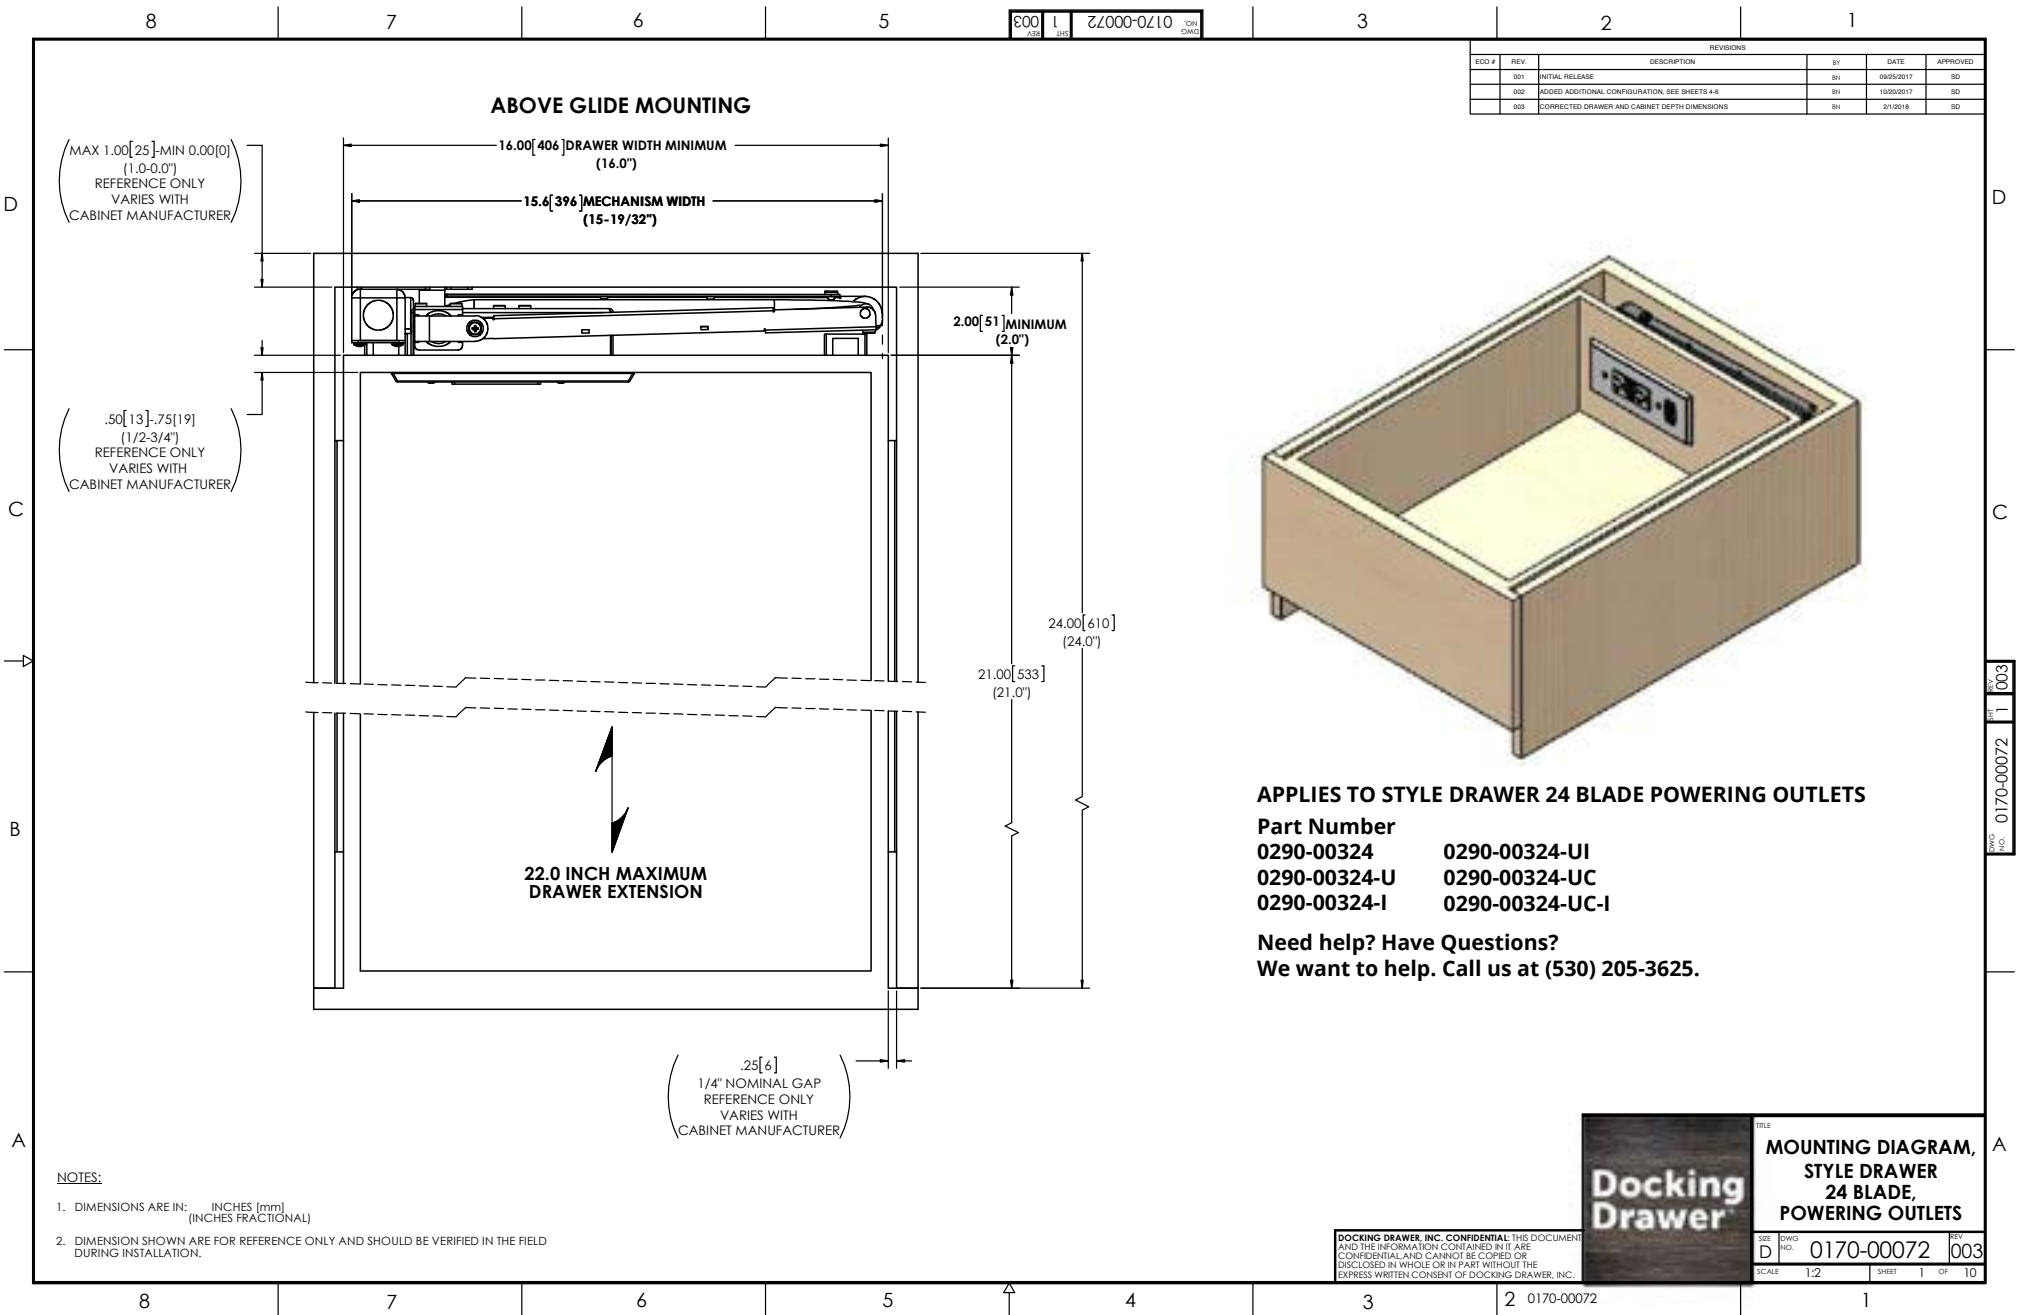 8 7 6 5 3 2 1
DWG NO. 0170-00072 SHT 1 REV 003
REVISIONS
ECO # REV. DESCRIPTION BY DATE APPROVED
001 INITIAL RELEASE BN 09/25/2017 SD
002 ADDED ADDITIONAL CONFIGURATION, SEE SHEETS 4-6 BN 10/20/2017 SD
003 CORRECTED DRAWER AND CABINET DEPTH DIMENSIONS BN 2/1/2018 SD
ABOVE GLIDE MOUNTING
MAX 1.00[25]-MIN 0.00[0]
(1.0-0.0")
REFERENCE ONLY
VARIES WITH
CABINET MANUFACTURER
16.00[406]DRAWER WIDTH MINIMUM
(16.0")
15.6[396]MECHANISM WIDTH
(15-19/32")
D D
2.00[51]MINIMUM
(2.0")
.50[13]-.75[19]
(1/2-3/4")
REFERENCE ONLY
VARIES WITH
CABINET MANUFACTURER
C C
24.00[610]
(24.0")
21.00[533]
(21.0")
DWG NO. 0170-00072 SHT 1 REV 003
22.0 INCH MAXIMUM
DRAWER EXTENSION
B
APPLIES TO STYLE DRAWER 24 BLADE POWERING OUTLETS
Part Number
0290-00324 0290-00324-UI
0290-00324-U 0290-00324-UC
0290-00324-I 0290-00324-UC-I
Need help? Have Questions?
We want to help. Call us at (530) 205-3625.
.25[6]
1/4" NOMINAL GAP
REFERENCE ONLY
VARIES WITH
CABINET MANUFACTURER
A A
NOTES:
1. DIMENSIONS ARE IN: INCHES [mm]
(INCHES FRACTIONAL)
2. DIMENSION SHOWN ARE FOR REFERENCE ONLY AND SHOULD BE VERIFIED IN THE FIELD
DURING INSTALLATION.
DOCKING DRAWER, INC. CONFIDENTIAL: THIS DOCUMENT
AND THE INFORMATION CONTAINED IN IT ARE
CONFIDENTIAL,AND CANNOT BE COPIED OR
DISCLOSED IN WHOLE OR IN PART WITHOUT THE
EXPRESS WRITTEN CONSENT OF DOCKING DRAWER, INC.
Docking
Drawer
TITLE
MOUNTING DIAGRAM,
STYLE DRAWER
24 BLADE,
POWERING OUTLETS
SIZE D DWG NO. 0170-00072 REV 003
SCALE 1:2 SHEET 1 OF 10
8 7 6 5 4 3 2 0170-00072 1